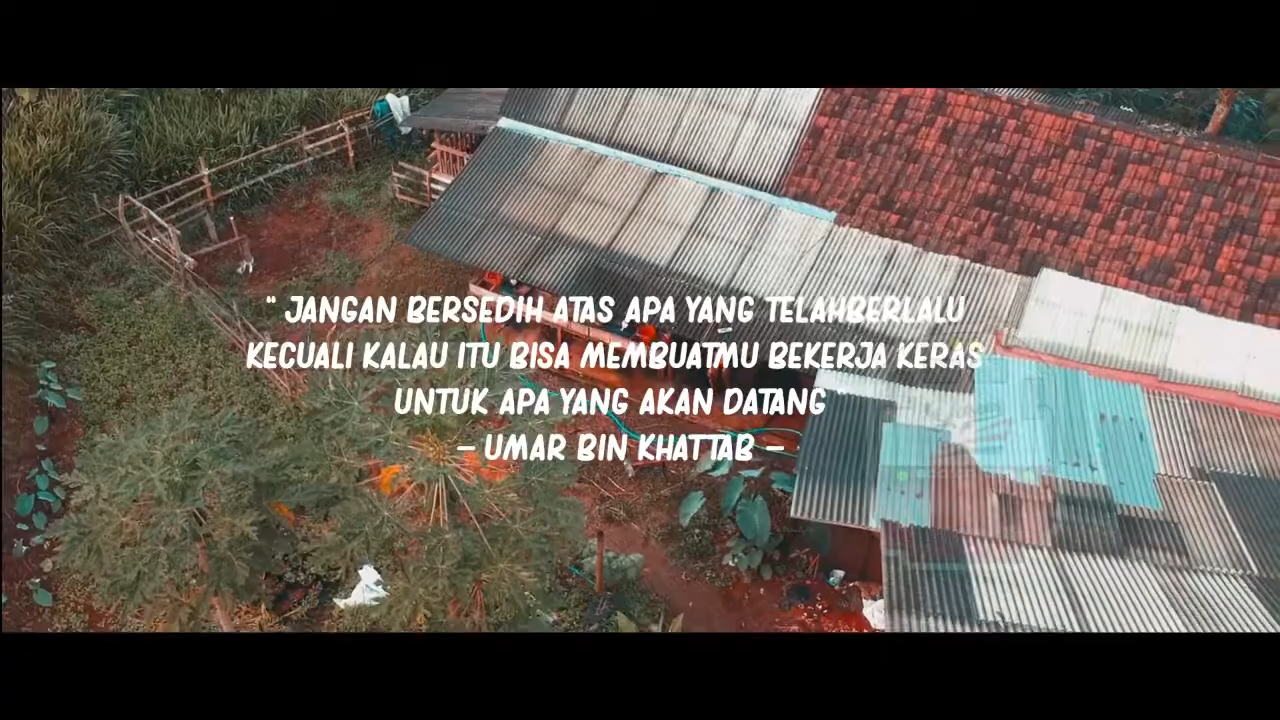 " JANGAN BERSEDIH ATAS APA YANG TELAHBERLALU
KECUALI KALAU ITU BISA MEMBUATMU BEKERJA KERAS
UNTUK APA YANG AKAN DATANG "
– UMAR BIN KHATTAB –